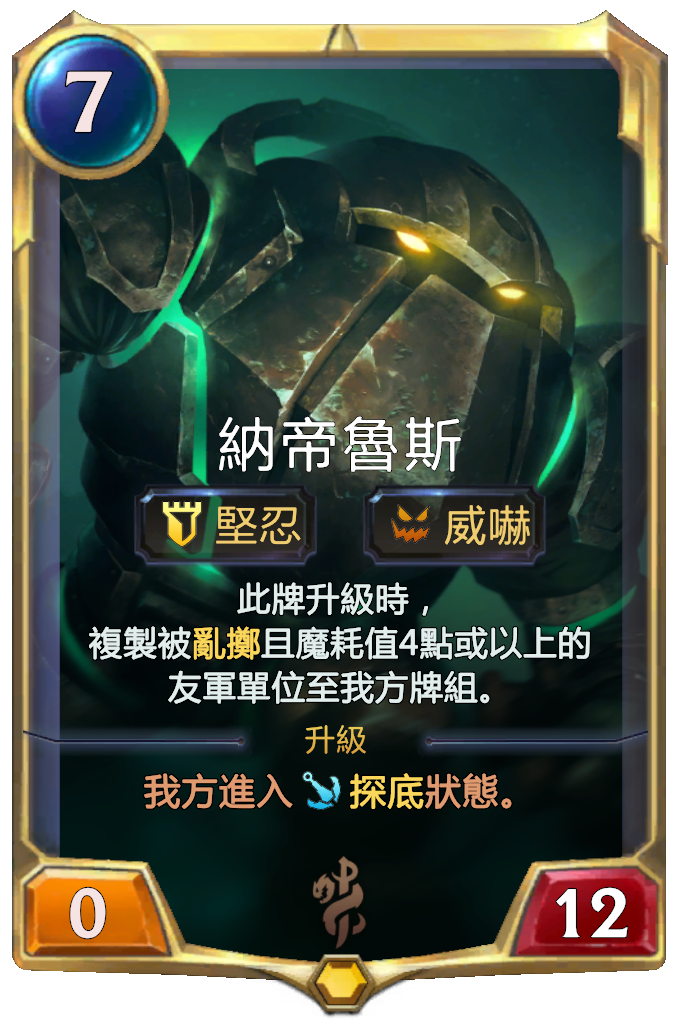 7
納帝魯斯
堅忍
威嚇
此牌升級時，
複製被亂擲且魔耗值4點或以上的
友軍單位至我方牌組。
升級
我方進入探底狀態。
0
12